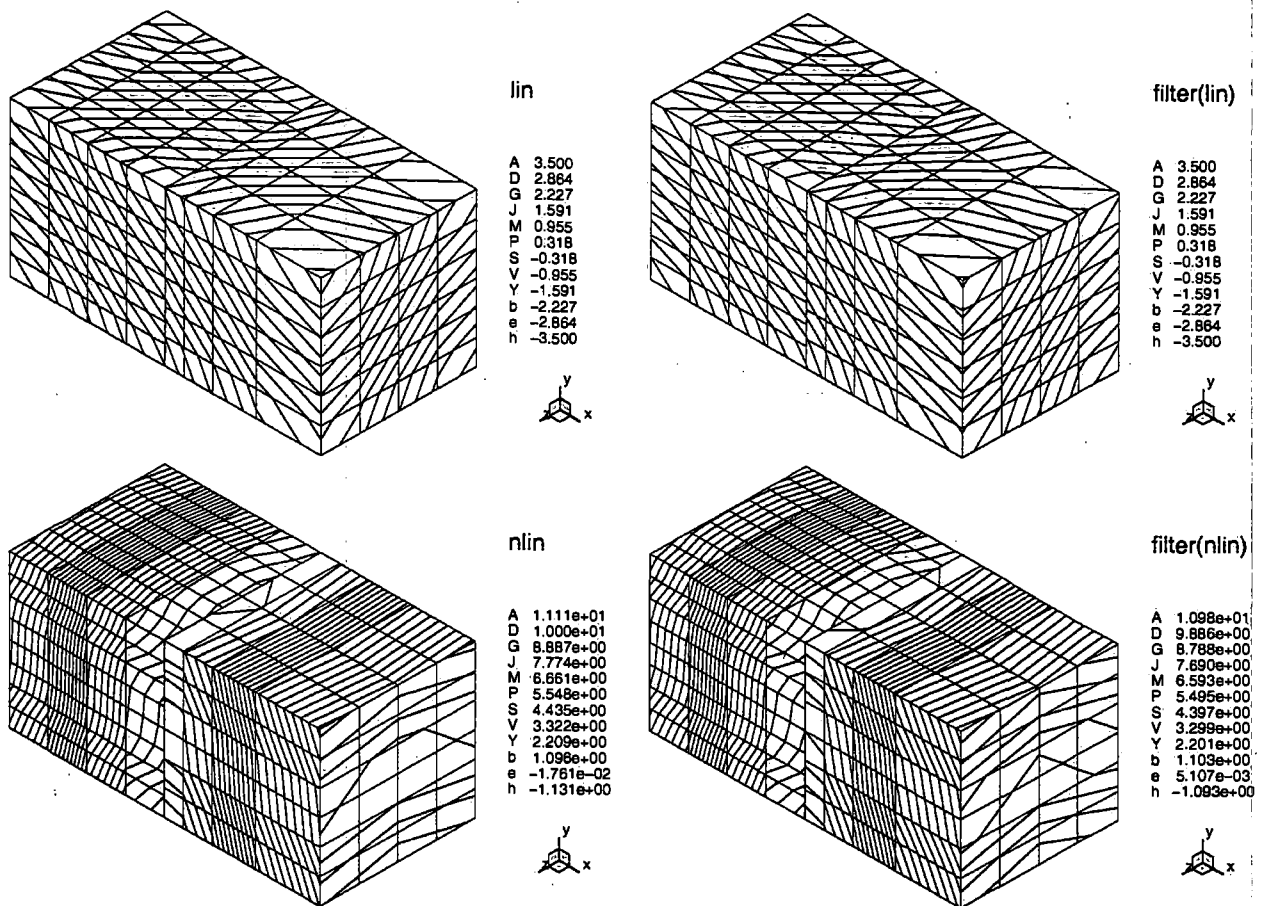 lin
A 3.500
D 2.864
G 2.227
J 1.591
M 0.955
P 0.318
S -0.318
V -0.955
Y -1.591
b -2.227
e -2.864
h -3.500
y
z
x
filter(lin)
A 3.500
D 2.864
G 2.227
J 1.591
M 0.955
P 0.318
S -0.318
V -0.955
Y -1.591
b -2.227
e -2.864
h -3.500
y
z
x
nlin
A 1.111e+01
D 1.000e+01
G 8.887e+00
J 7.774e+00
M 6.661e+00
P 5.548e+00
S 4.435e+00
V 3.322e+00
Y 2.209e+00
b 1.096e+00
e -1.761e-02
h -1.131e+00
y
z
x
filter(nlin)
A 1.098e+01
D 9.886e+00
G 8.788e+00
J 7.690e+00
M 6.593e+00
P 5.495e+00
S 4.397e+00
V 3.299e+00
Y 2.201e+00
b 1.103e+00
e 5.107e-03
h -1.093e+00
y
z
x